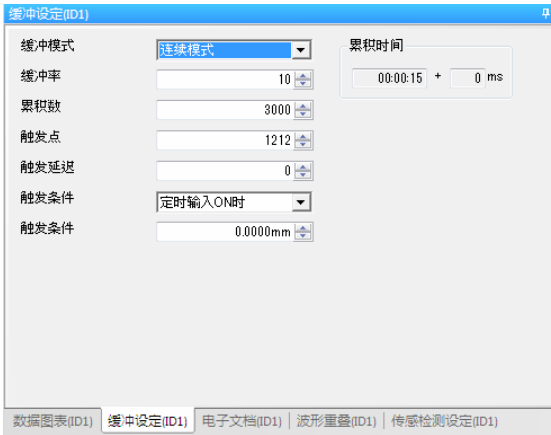 缓冲设定(ID1)
缓冲模式 连续模式
缓冲率 10
累积数 3000
触发点 1212
触发延迟 0
触发条件 定时输入ON时
触发条件 0.0000mm
累积时间
00:00:15 + 0 ms
数据图表(ID1) 缓冲设定(ID1) 电子文档(ID1) 波形重叠(ID1) 传感检测设定(ID1)